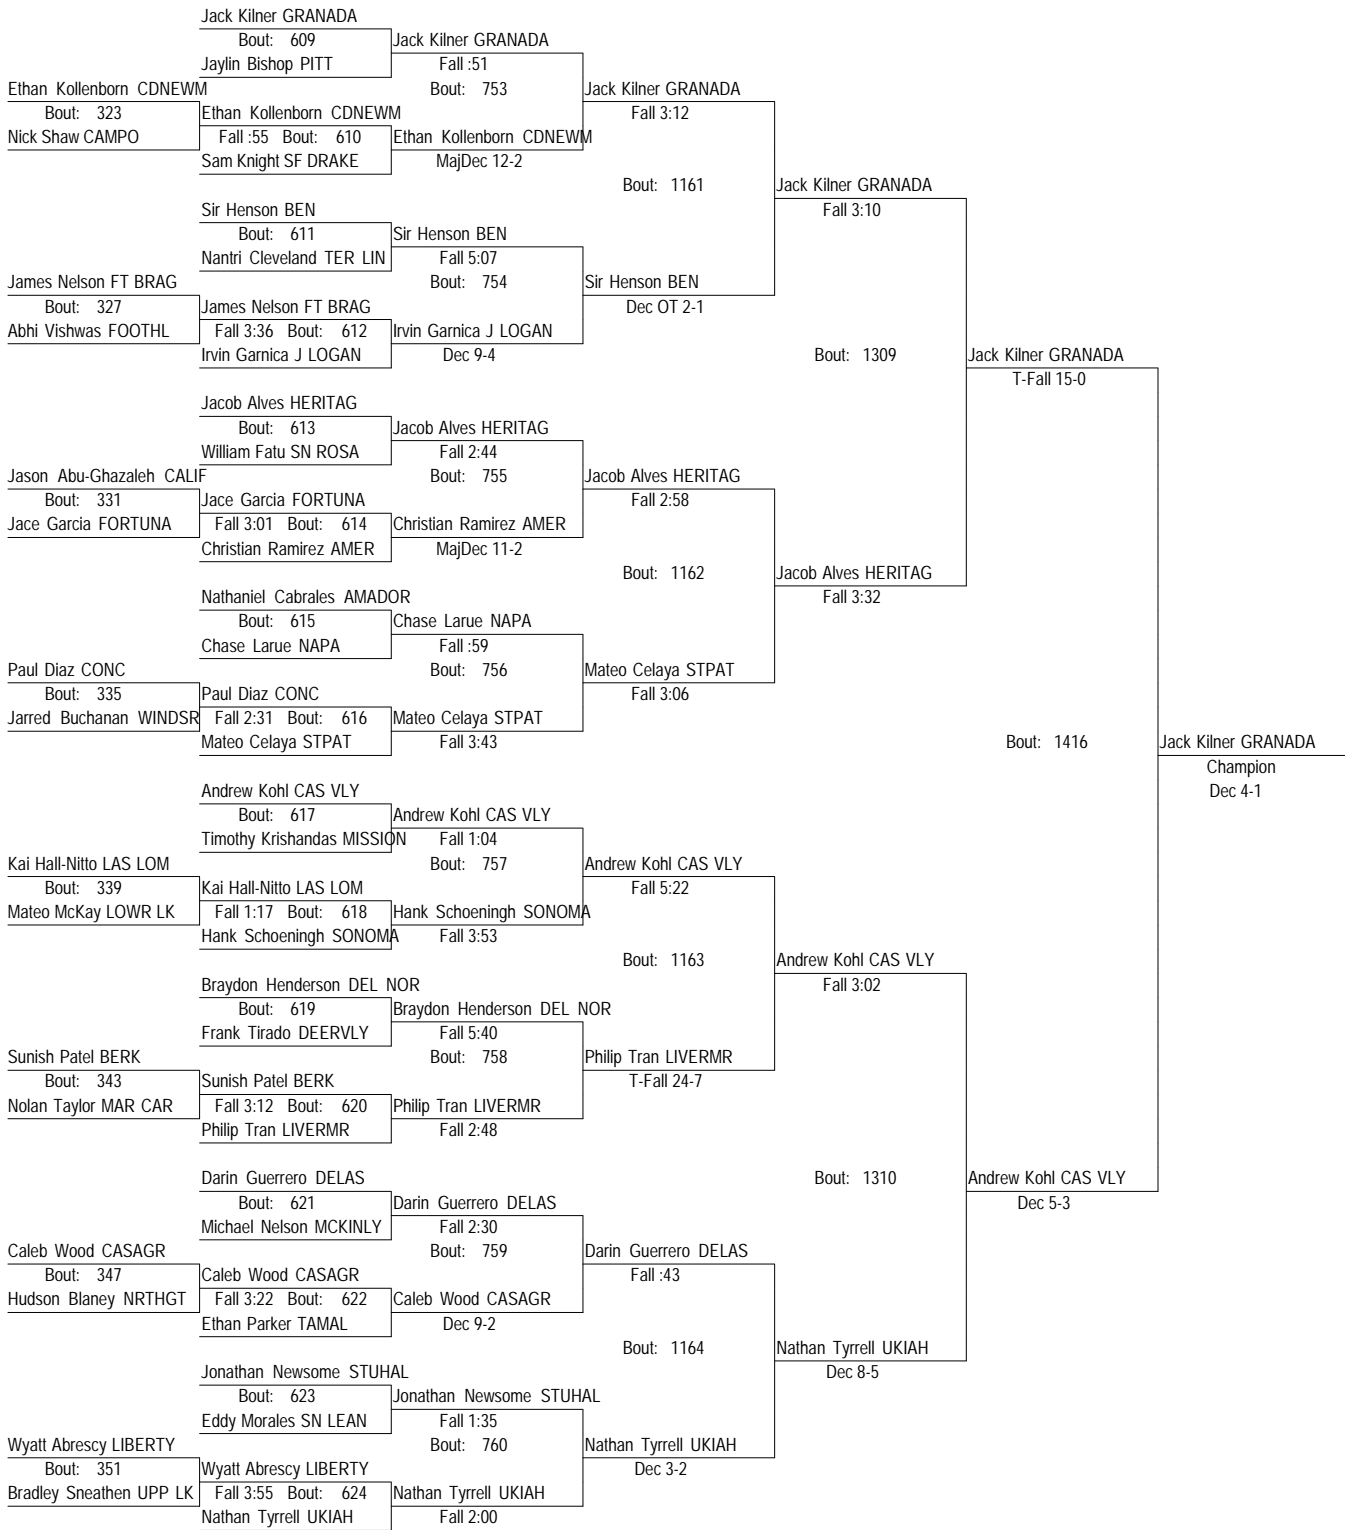 Jack Kilner GRANADA
Bout: 609 Jack Kilner GRANADA
Jaylin Bishop PITT Fall :51
Ethan Kollenborn CDNEWM Bout: 753 Jack Kilner GRANADA
Bout: 323 Ethan Kollenborn CDNEWM Fall 3:12
Nick Shaw CAMPO Fall :55 Bout: 610 Ethan Kollenborn CDNEWM
Sam Knight SF DRAKE MajDec 12-2
Bout: 1161 Jack Kilner GRANADA
Sir Henson BEN Fall 3:10
Bout: 611 Sir Henson BEN
Nantri Cleveland TER LIN Fall 5:07
James Nelson FT BRAG Bout: 754 Sir Henson BEN
Bout: 327 James Nelson FT BRAG Dec OT 2-1
Abhi Vishwas FOOTHL Fall 3:36 Bout: 612 Irvin Garnica J LOGAN
Irvin Garnica J LOGAN Dec 9-4 Bout: 1309 Jack Kilner GRANADA
T-Fall 15-0
Jacob Alves HERITAG
Bout: 613 Jacob Alves HERITAG
William Fatu SN ROSA Fall 2:44
Jason Abu-Ghazaleh CALIF Bout: 755 Jacob Alves HERITAG
Bout: 331 Jace Garcia FORTUNA Fall 2:58
Jace Garcia FORTUNA Fall 3:01 Bout: 614 Christian Ramirez AMER
Christian Ramirez AMER MajDec 11-2
Bout: 1162 Jacob Alves HERITAG
Nathaniel Cabrales AMADOR Fall 3:32
Bout: 615 Chase Larue NAPA
Chase Larue NAPA Fall :59
Paul Diaz CONC Bout: 756 Mateo Celaya STPAT
Bout: 335 Paul Diaz CONC Fall 3:06
Jarred Buchanan WINDSR Fall 2:31 Bout: 616 Mateo Celaya STPAT
Mateo Celaya STPAT Fall 3:43 Bout: 1416 Jack Kilner GRANADA
Champion
Andrew Kohl CAS VLY Dec 4-1
Bout: 617 Andrew Kohl CAS VLY
Timothy Krishandas MISSION Fall 1:04
Kai Hall-Nitto LAS LOM Bout: 757 Andrew Kohl CAS VLY
Bout: 339 Kai Hall-Nitto LAS LOM Fall 5:22
Mateo McKay LOWR LK Fall 1:17 Bout: 618 Hank Schoeningh SONOMA
Hank Schoeningh SONOMA Fall 3:53
Bout: 1163 Andrew Kohl CAS VLY
Braydon Henderson DEL NOR Fall 3:02
Bout: 619 Braydon Henderson DEL NOR
Frank Tirado DEERVLY Fall 5:40
Sunish Patel BERK Bout: 758 Philip Tran LIVERMR
Bout: 343 Sunish Patel BERK T-Fall 24-7
Nolan Taylor MAR CAR Fall 3:12 Bout: 620 Philip Tran LIVERMR
Philip Tran LIVERMR Fall 2:48
Darin Guerrero DELAS Bout: 1310 Andrew Kohl CAS VLY
Bout: 621 Darin Guerrero DELAS Dec 5-3
Michael Nelson MCKINLY Fall 2:30
Caleb Wood CASAGR Bout: 759 Darin Guerrero DELAS
Bout: 347 Caleb Wood CASAGR Fall :43
Hudson Blaney NRTHGT Fall 3:22 Bout: 622 Caleb Wood CASAGR
Ethan Parker TAMAL Dec 9-2
Bout: 1164 Nathan Tyrrell UKIAH
Jonathan Newsome STUHAL Dec 8-5
Bout: 623 Jonathan Newsome STUHAL
Eddy Morales SN LEAN Fall 1:35
Wyatt Abrescy LIBERTY Bout: 760 Nathan Tyrrell UKIAH
Bout: 351 Wyatt Abrescy LIBERTY Dec 3-2
Bradley Sneathen UPP LK Fall 3:55 Bout: 624 Nathan Tyrrell UKIAH
Nathan Tyrrell UKIAH Fall 2:00